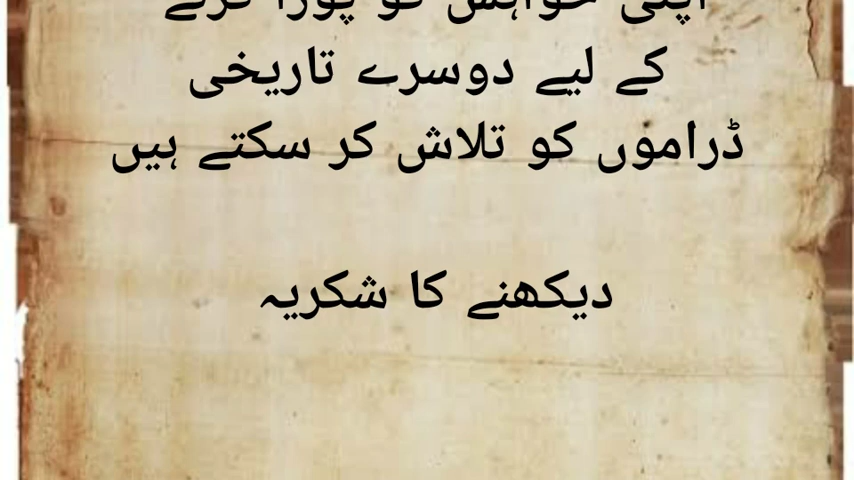 اپنی خواہش کو پورا کرنے
کے لیے دوسرے تاریخی
ڈراموں کو تلاش کر سکتے ہیں
دیکھنے کا شکریہ